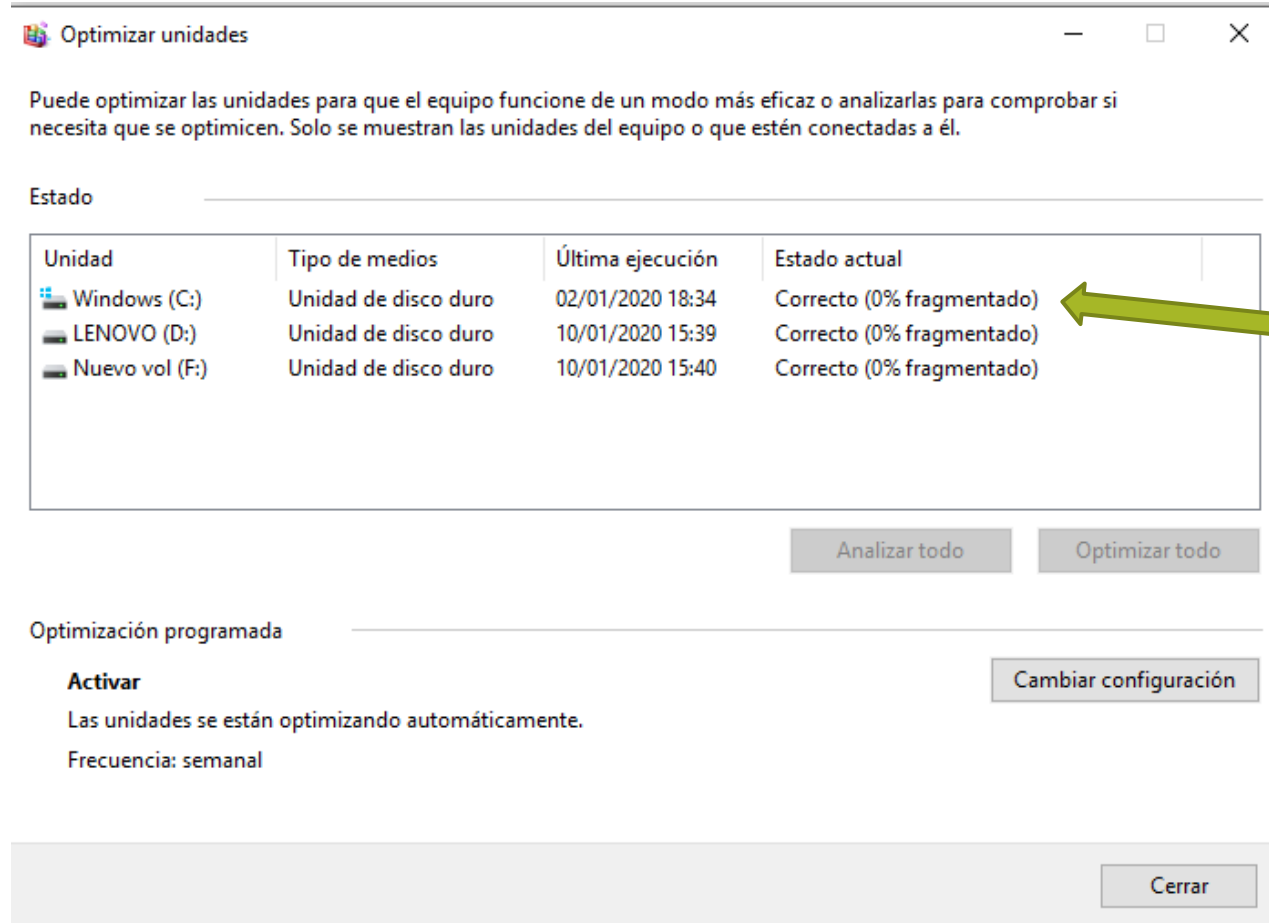 Optimizar unidades
Puede optimizar las unidades para que el equipo funcione de un modo más eficaz o analizarlas para comprobar si
necesita que se optimicen. Solo se muestran las unidades del equipo o que estén conectadas a él.
Estado
Unidad Tipo de medios Última ejecución Estado actual
Windows (C:) Unidad de disco duro 02/01/2020 18:34 Correcto (0% fragmentado)
LENOVO (D:) Unidad de disco duro 10/01/2020 15:39 Correcto (0% fragmentado)
Nuevo vol (F:) Unidad de disco duro 10/01/2020 15:40 Correcto (0% fragmentado)
Analizar todo Optimizar todo
Optimización programada
Activar Cambiar configuración
Las unidades se están optimizando automáticamente.
Frecuencia: semanal
Cerrar